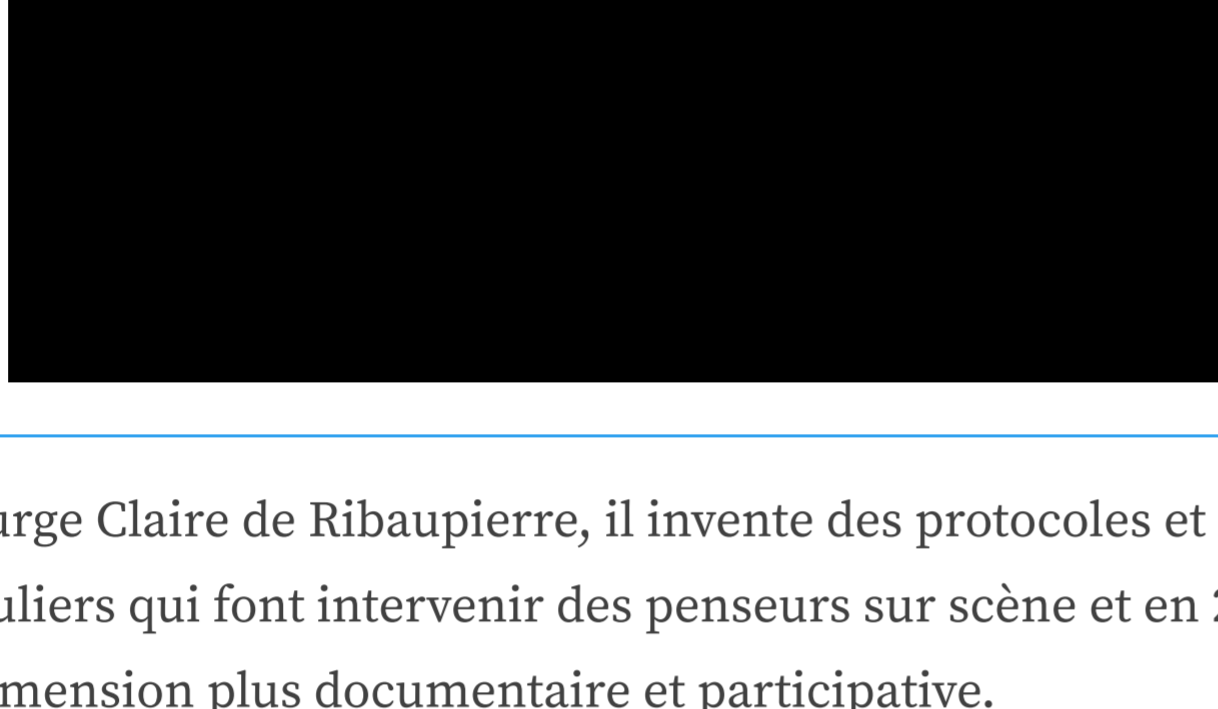 urge Claire de Ribaupierre, il invente des protocoles et
uliers qui font intervenir des penseurs sur scène et en
mension plus documentaire et participative.